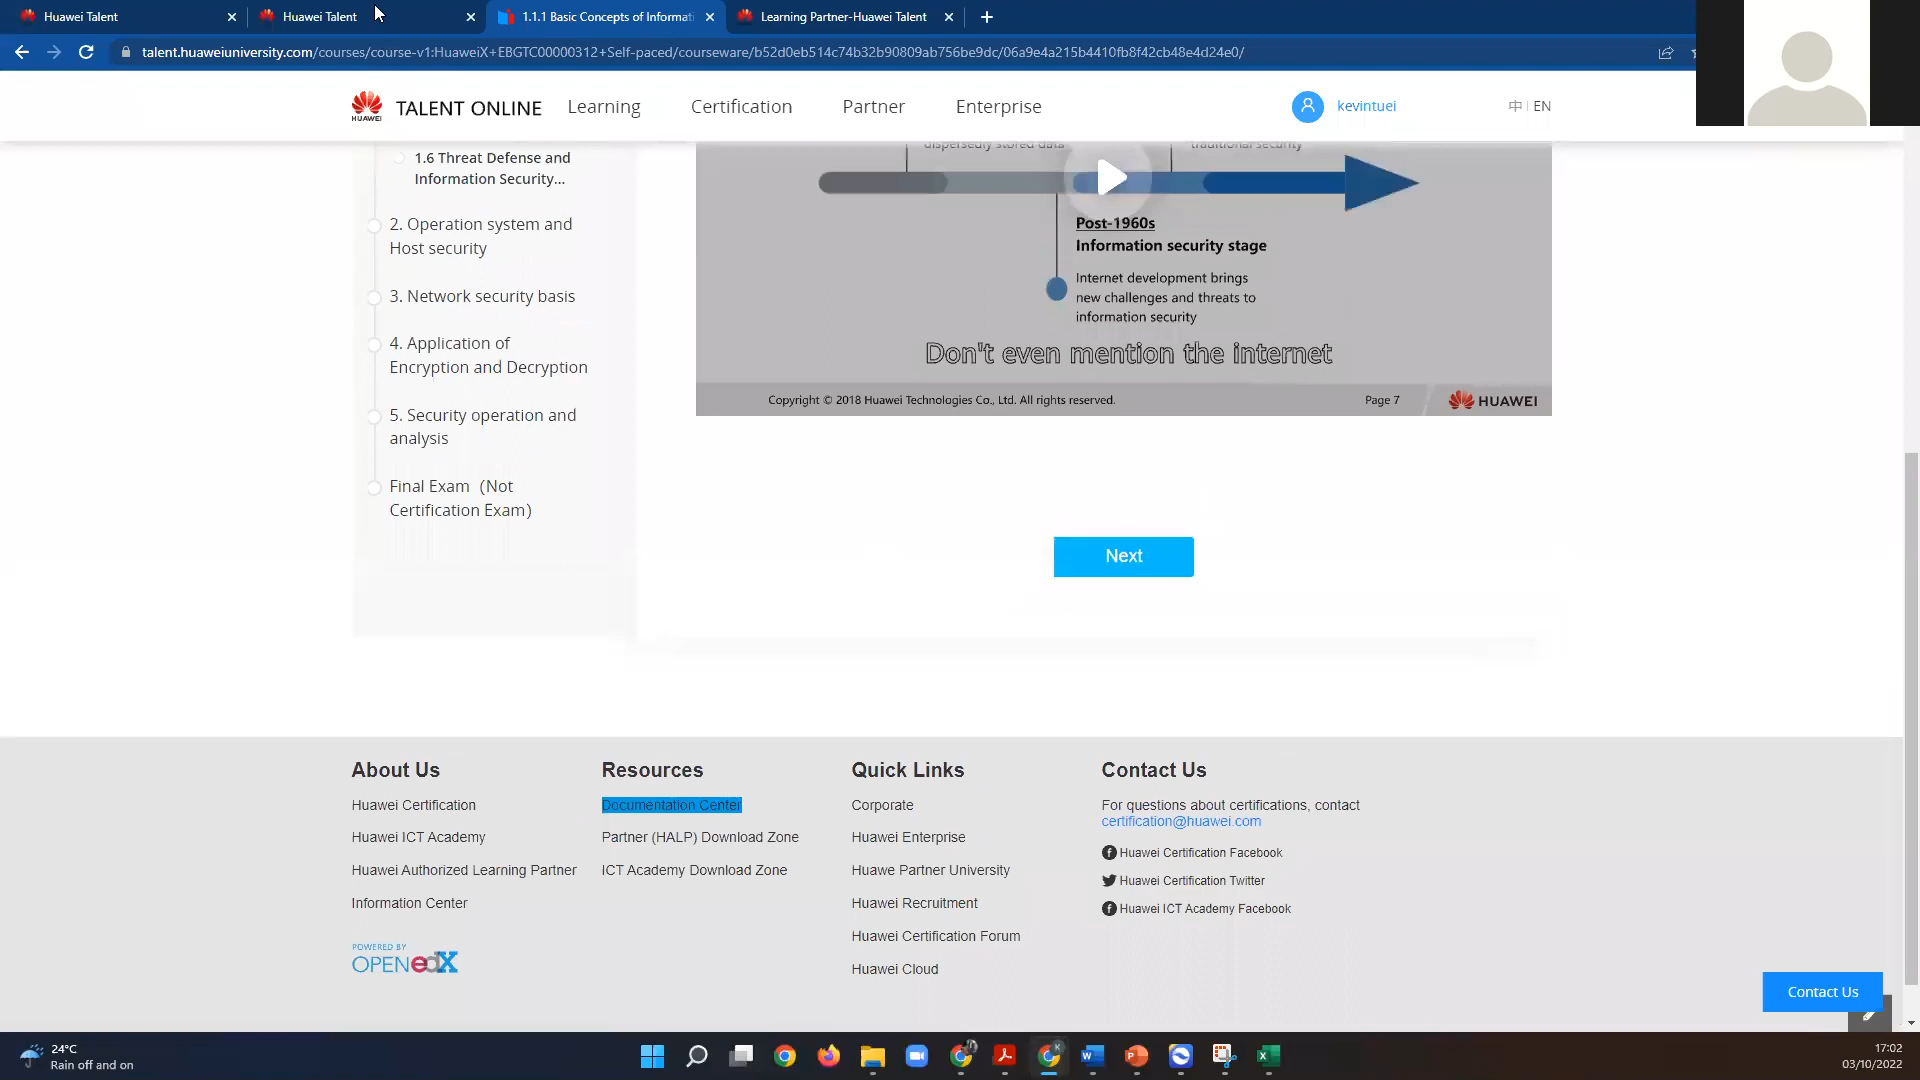 Huawei Talent
Huawei Talent
1.1.1 Basic Concepts of Informati
Learning Partner-Huawei Talent
talent.huaweiuniversity.com/courses/course-v1:HuaweiX+EBGTC00000312+Self-paced/courseware/b52d0eb514c74b32b90809ab756be9dc/06a9e4a215b4410fb8f42cb48e4d24e0/
HUAWEI
TALENT ONLINE
Learning
Certification
Partner
Enterprise
kevintuei
中 | EN
1.6 Threat Defense and
Information Security...
2. Operation system and
Host security
3. Network security basis
4. Application of
Encryption and Decryption
5. Security operation and
analysis
Final Exam（Not
Certification Exam）
dispersedly stored data
traditional security
Post-1960s
Information security stage
Internet development brings
new challenges and threats to
information security
Don't even mention the internet
Copyright © 2018 Huawei Technologies Co., Ltd. All rights reserved.
Page 7
HUAWEI
Next
About Us
Huawei Certification
Huawei ICT Academy
Huawei Authorized Learning Partner
Information Center
POWERED BY
OPEN edX
Resources
Documentation Center
Partner (HALP) Download Zone
ICT Academy Download Zone
Quick Links
Corporate
Huawei Enterprise
Huawe Partner University
Huawei Recruitment
Huawei Certification Forum
Huawei Cloud
Contact Us
For questions about certifications, contact
certification@huawei.com
Huawei Certification Facebook
Huawei Certification Twitter
Huawei ICT Academy Facebook
Contact Us
24°C
Rain off and on
17:02
03/10/2022